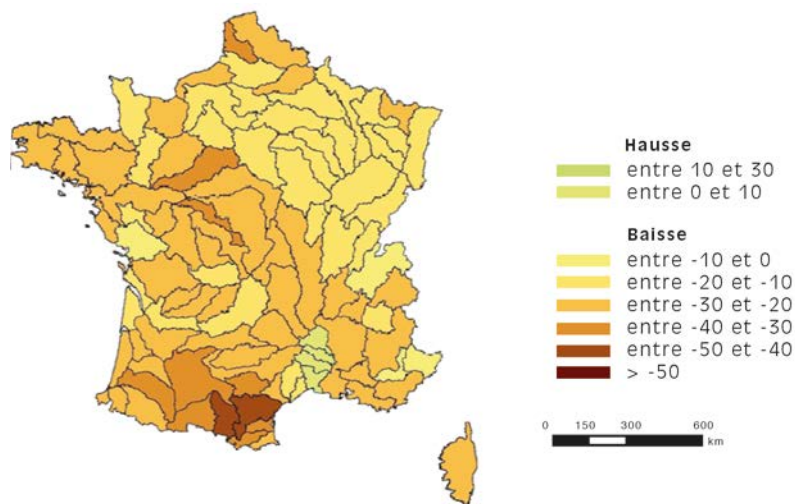 Hausse
entre 10 et 30
entre 0 et 10
Baisse
entre -10 et 0
entre -20 et -10
entre -30 et -20
entre -40 et -30
entre -50 et -40
> -50
0 150 300 600
km